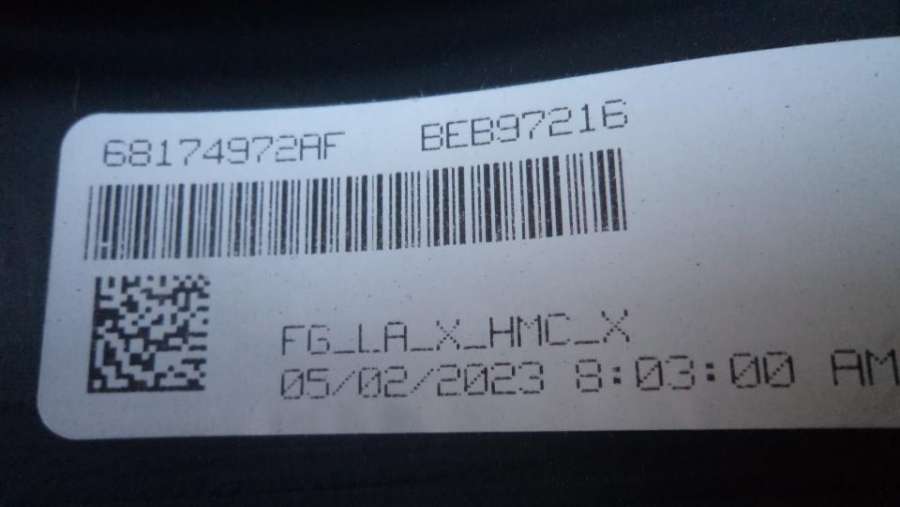 68174972AF BEB97216
FG_LA_X_HMC_X
05/02/2023 8:03:00 AM